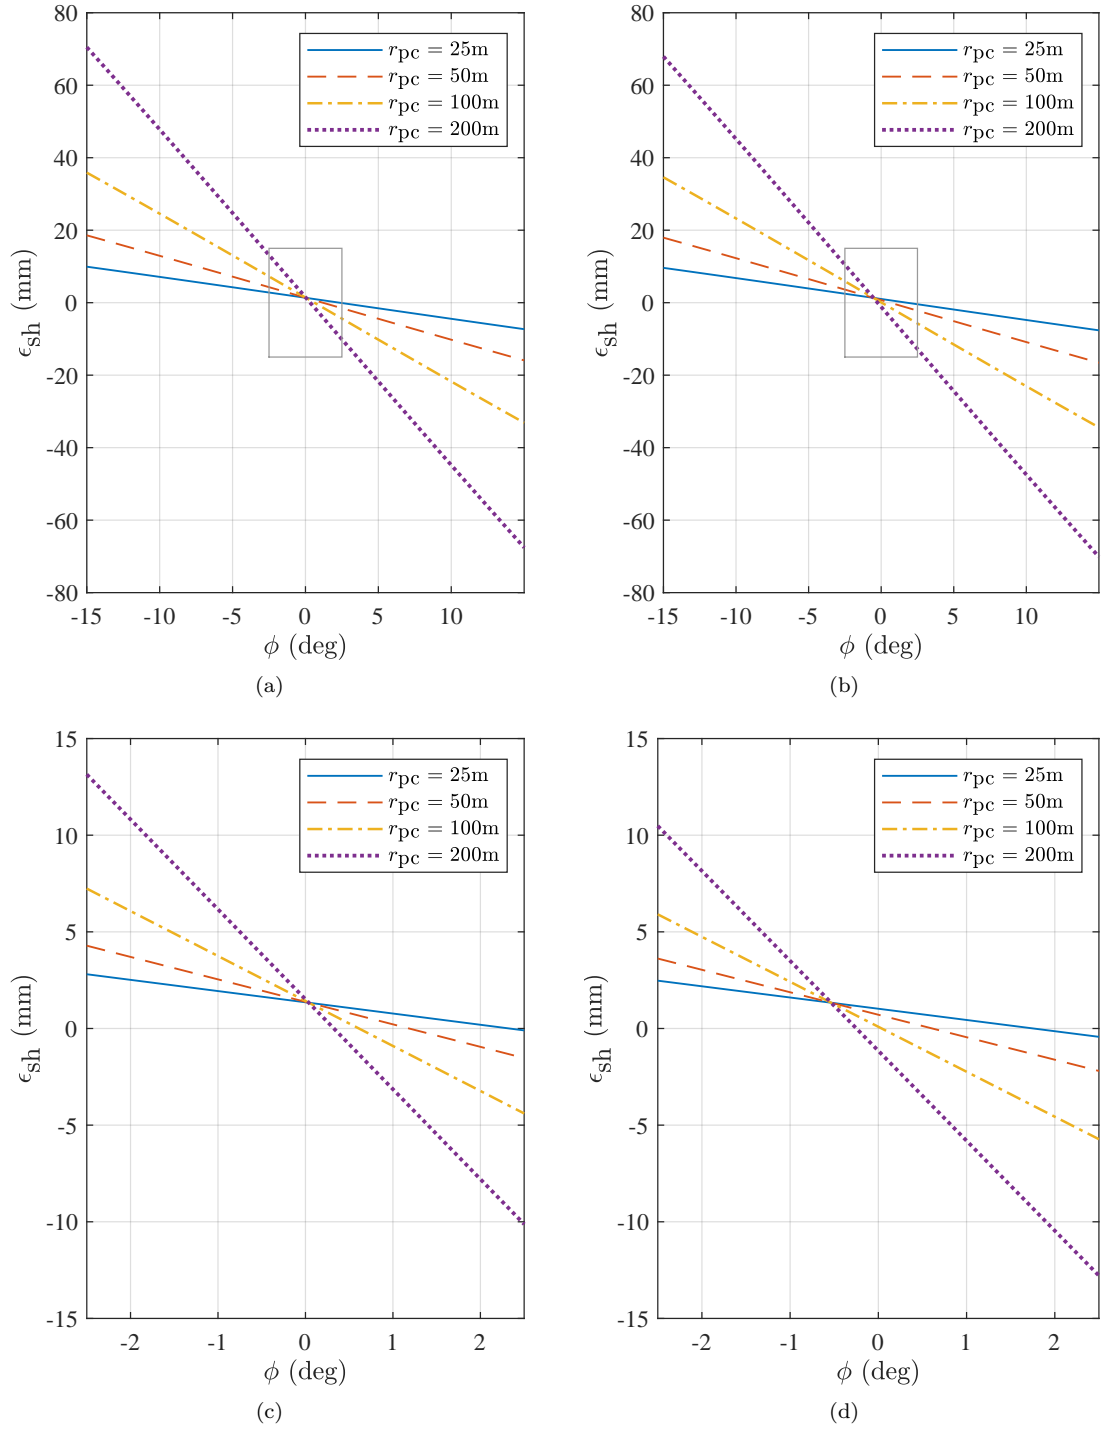 80
60
40
20
0
-20
-40
-60
-80
-15
-10
-5
0
5
10
ϵsh (mm)
ϕ (deg)
rpc = 25m
rpc = 50m
rpc = 100m
rpc = 200m
(a)
80
60
40
20
0
-20
-40
-60
-80
-15
-10
-5
0
5
10
ϵsh (mm)
ϕ (deg)
rpc = 25m
rpc = 50m
rpc = 100m
rpc = 200m
(b)
15
10
5
0
-5
-10
-15
-2
-1
0
1
2
ϵsh (mm)
ϕ (deg)
rpc = 25m
rpc = 50m
rpc = 100m
rpc = 200m
(c)
15
10
5
0
-5
-10
-15
-2
-1
0
1
2
ϵsh (mm)
ϕ (deg)
rpc = 25m
rpc = 50m
rpc = 100m
rpc = 200m
(d)